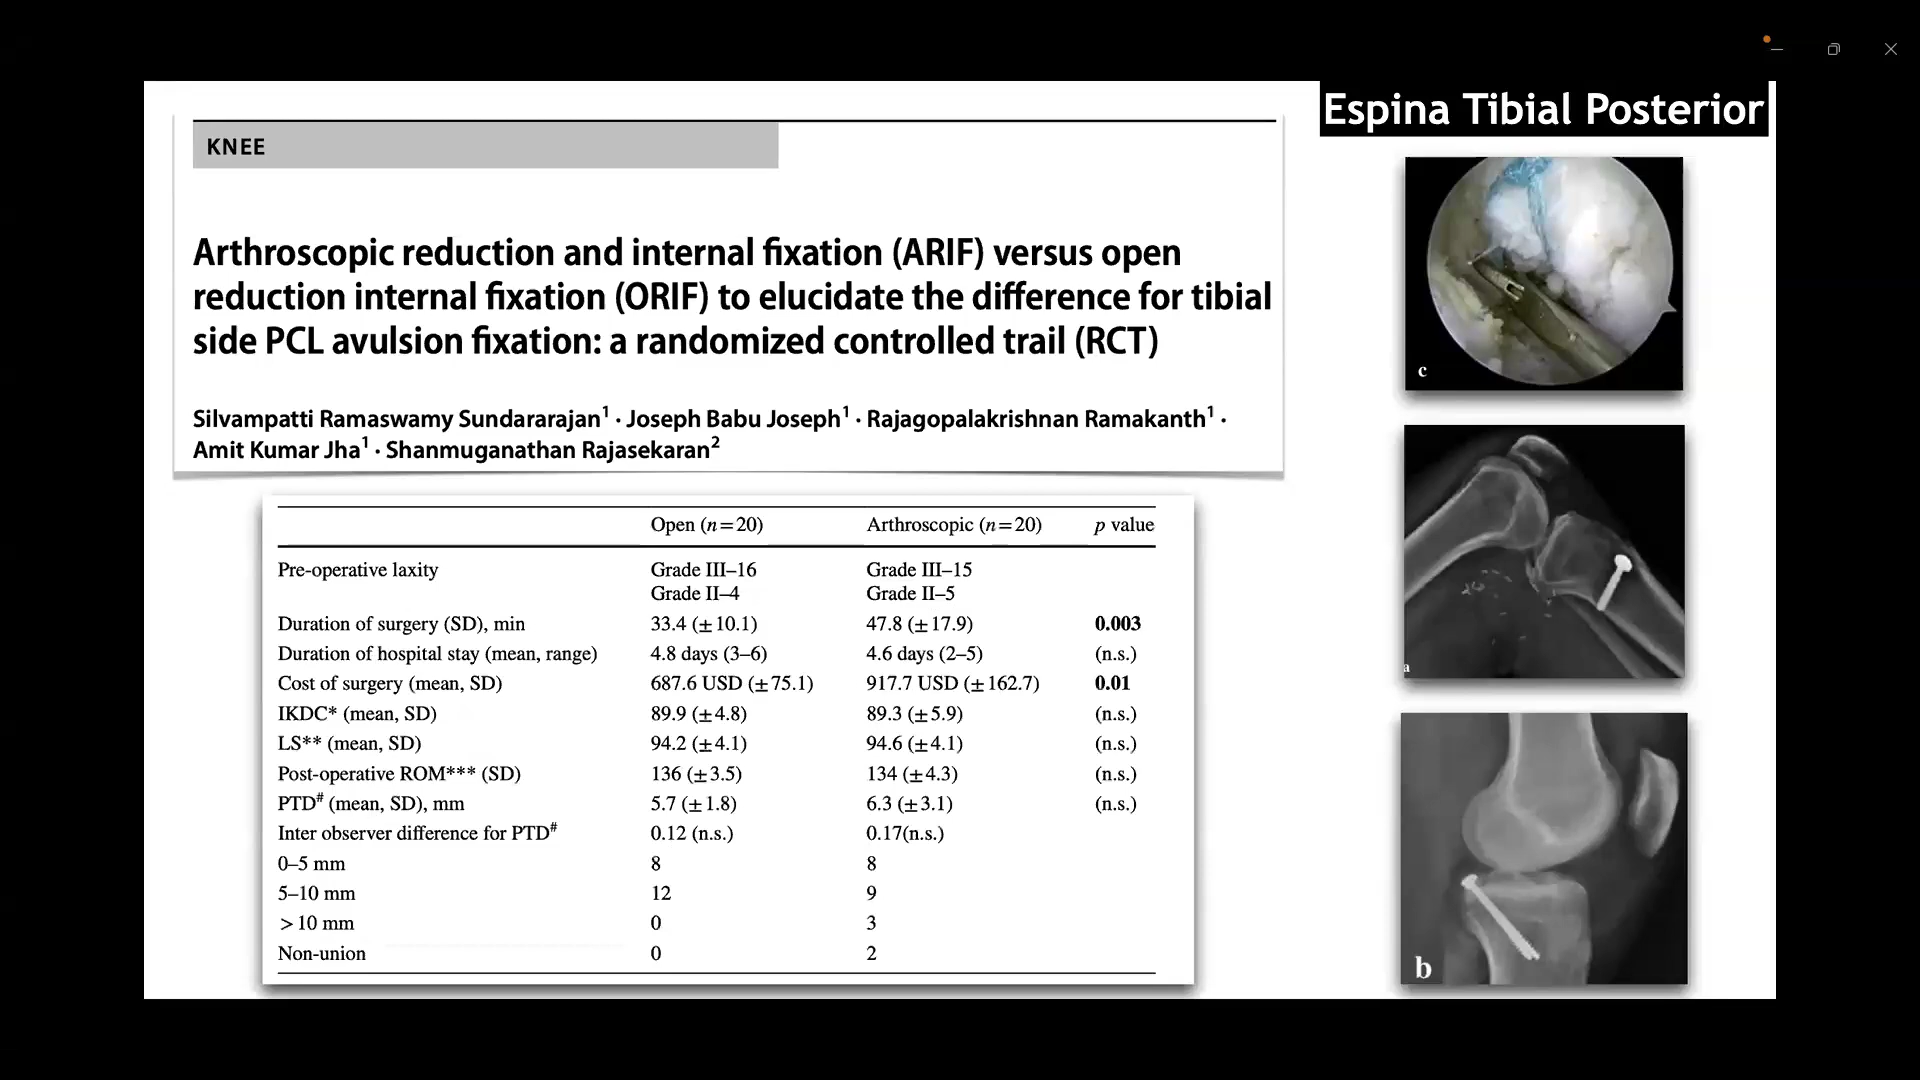 Espina Tibial Posterior
KNEE
Arthroscopic reduction and internal fixation (ARIF) versus open
reduction internal fixation (ORIF) to elucidate the difference for tibial
side PCL avulsion fixation: a randomized controlled trail (RCT)
Silvampatti Ramaswamy Sundararajan¹ · Joseph Babu Joseph¹ · Rajagopalakrishnan Ramakanth¹ ·
Amit Kumar Jha¹ · Shanmuganathan Rajasekaran²
Open (n=20) Arthroscopic (n=20) p value
Pre-operative laxity Grade III–16 Grade III–15
Grade II–4 Grade II–5
Duration of surgery (SD), min 33.4 (±10.1) 47.8 (±17.9) 0.003
Duration of hospital stay (mean, range) 4.8 days (3–6) 4.6 days (2–5) (n.s.)
Cost of surgery (mean, SD) 687.6 USD (±75.1) 917.7 USD (±162.7) 0.01
IKDC* (mean, SD) 89.9 (±4.8) 89.3 (±5.9) (n.s.)
LS** (mean, SD) 94.2 (±4.1) 94.6 (±4.1) (n.s.)
Post-operative ROM*** (SD) 136 (±3.5) 134 (±4.3) (n.s.)
PTD# (mean, SD), mm 5.7 (±1.8) 6.3 (±3.1) (n.s.)
Inter observer difference for PTD# 0.12 (n.s.) 0.17(n.s.)
0–5 mm 8 8
5–10 mm 12 9
>10 mm 0 3
Non-union 0 2
c
a
b